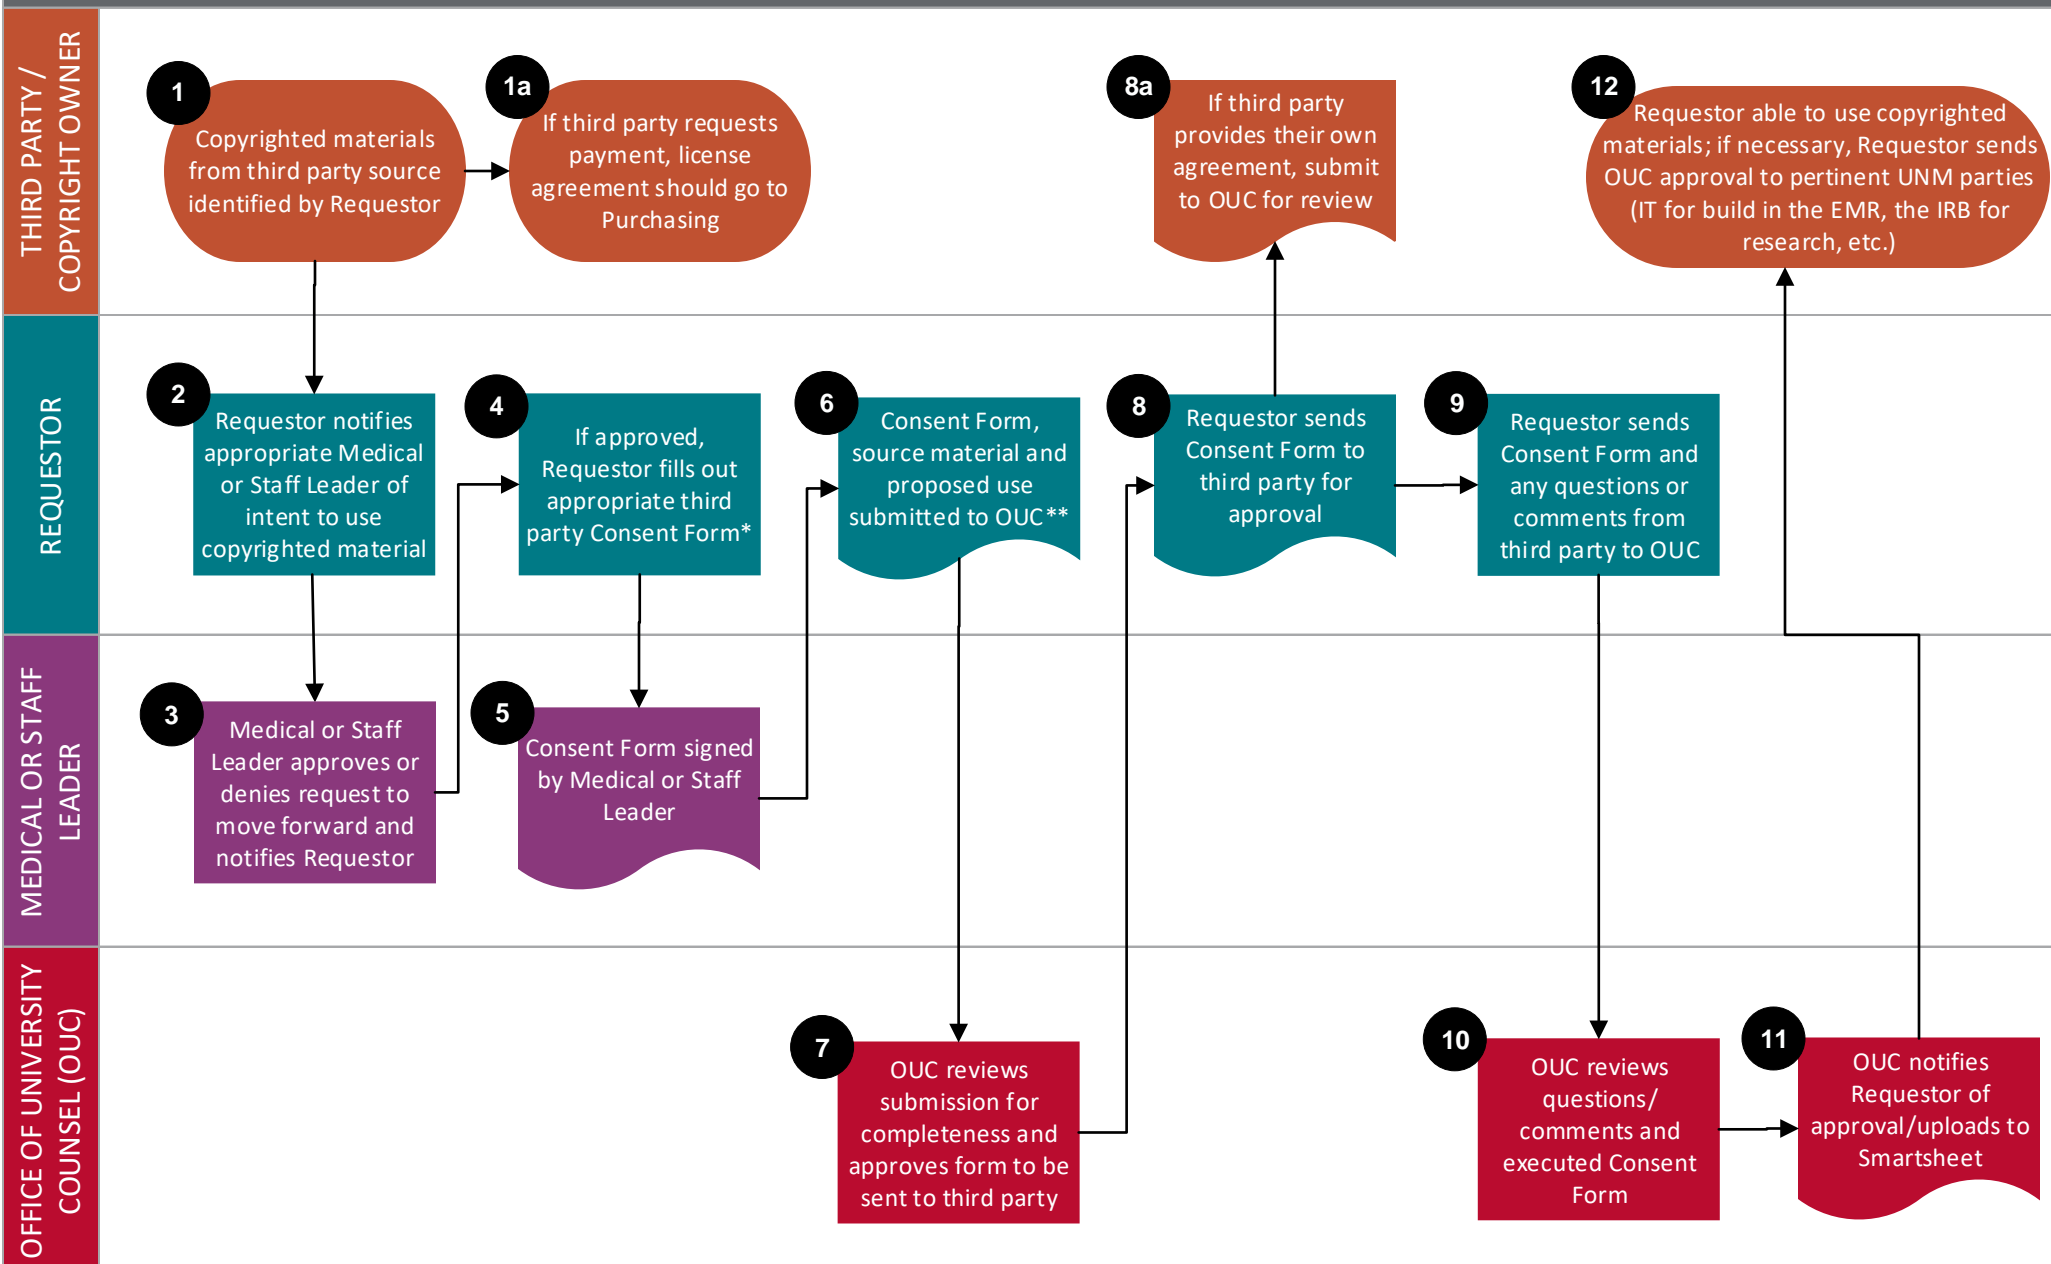 THIRD PARTY /
COPYRIGHT OWNER
1
Copyrighted materials
from third party source
identified by Requestor
1a
If third party requests
payment, license
agreement should go to
Purchasing
8a
If third party
provides their own
agreement, submit
to OUC for review
12
Requestor able to use copyrighted
materials; if necessary, Requestor sends
OUC approval to pertinent UNM parties
(IT for build in the EMR, the IRB for
research, etc.)
REQUESTOR
2
Requestor notifies
appropriate Medical
or Staff Leader of
intent to use
copyrighted material
4
If approved,
Requestor fills out
appropriate third
party Consent Form*
6
Consent Form,
source material and
proposed use
submitted to OUC**
8
Requestor sends
Consent Form to
third party for
approval
9
Requestor sends
Consent Form and
any questions or
comments from
third party to OUC
MEDICAL OR STAFF
LEADER
3
Medical or Staff
Leader approves or
denies request to
move forward and
notifies Requestor
5
Consent Form signed
by Medical or Staff
Leader
OFFICE OF UNIVERSITY
COUNSEL (OUC)
7
OUC reviews
submission for
completeness and
approves form to be
sent to third party
10
OUC reviews
questions/
comments and
executed Consent
Form
11
OUC notifies
Requestor of
approval/uploads to
Smartsheet